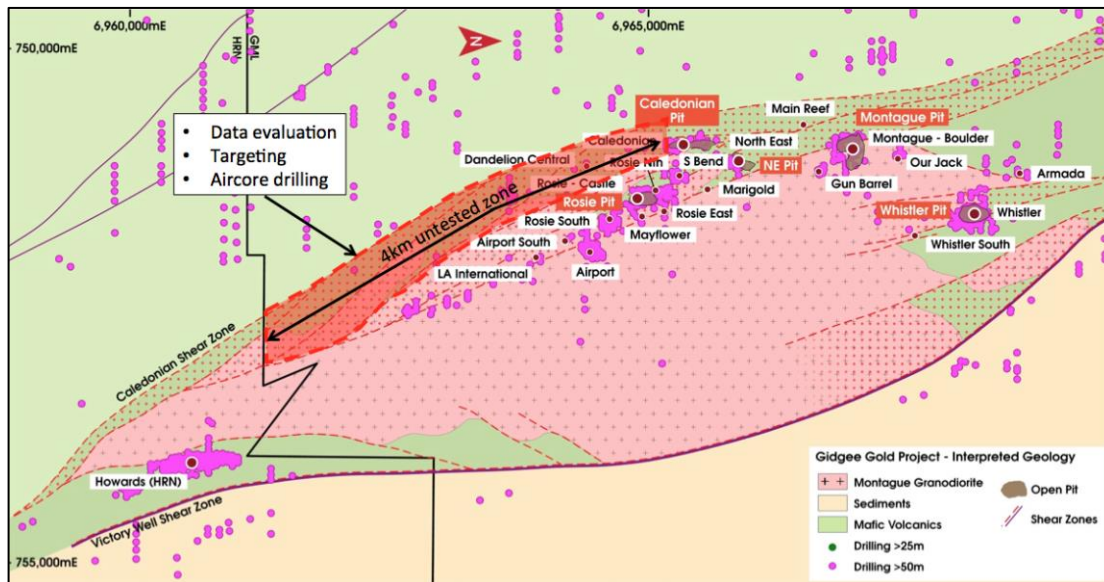 6,960,000mE
6,965,000mE
750,000mE
GML
HRN
N
• Data evaluation
• Targeting
• Aircore drilling
Caledonian
Pit
Main Reef
Montague Pit
Caledonian
North East
Montague - Boulder
Dandelion Central
Rosie Nth
S Bend
NE Pit
Our Jack
Rosie - Castle
Marigold
Gun Barrel
Armada
Rosie Pit
Rosie East
Whistler Pit
Rosie South
Whistler
Mayflower
Airport South
Whistler South
LA International
Airport
4km untested zone
Caledonian Shear Zone
Howards (HRN)
Victory Well Shear Zone
755,000mE
Gidgee Gold Project - Interpreted Geology
Montague Granodiorite
Sediments
Mafic Volcanics
Drilling >25m
Drilling >50m
Open Pit
Shear Zones